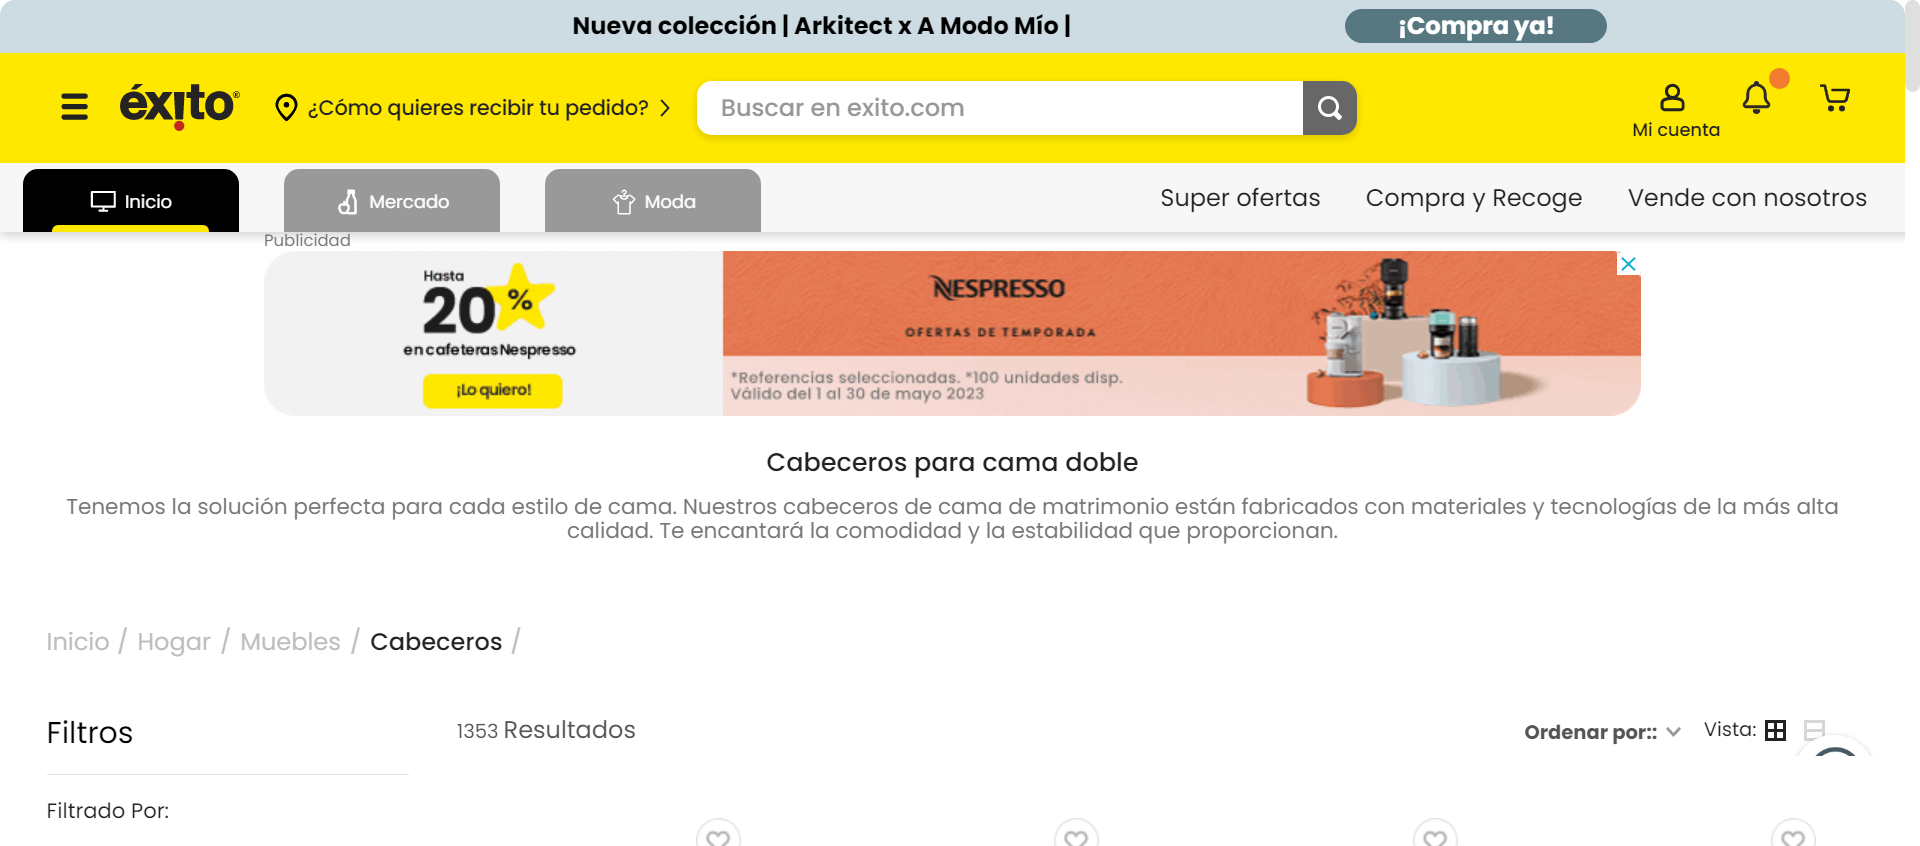 Nueva colección | Arkitect x A Modo Mío |
¡Compra ya!
éxito®
¿Cómo quieres recibir tu pedido?
Buscar en exito.com
Mi cuenta
Inicio
Mercado
Moda
Super ofertas
Compra y Recoge
Vende con nosotros
Publicidad
Hasta
20%
en cafeteras Nespresso
¡Lo quiero!
NESPRESSO
OFERTAS DE TEMPORADA
*Referencias seleccionadas. *100 unidades disp.
Válido del 1 al 30 de mayo 2023
Cabeceros para cama doble
Tenemos la solución perfecta para cada estilo de cama. Nuestros cabeceros de cama de matrimonio están fabricados con materiales y tecnologías de la más alta
calidad. Te encantará la comodidad y la estabilidad que proporcionan.
Inicio / Hogar / Muebles / Cabeceros /
Filtros
1353 Resultados
Ordenar por::
Vista:
Filtrado Por: